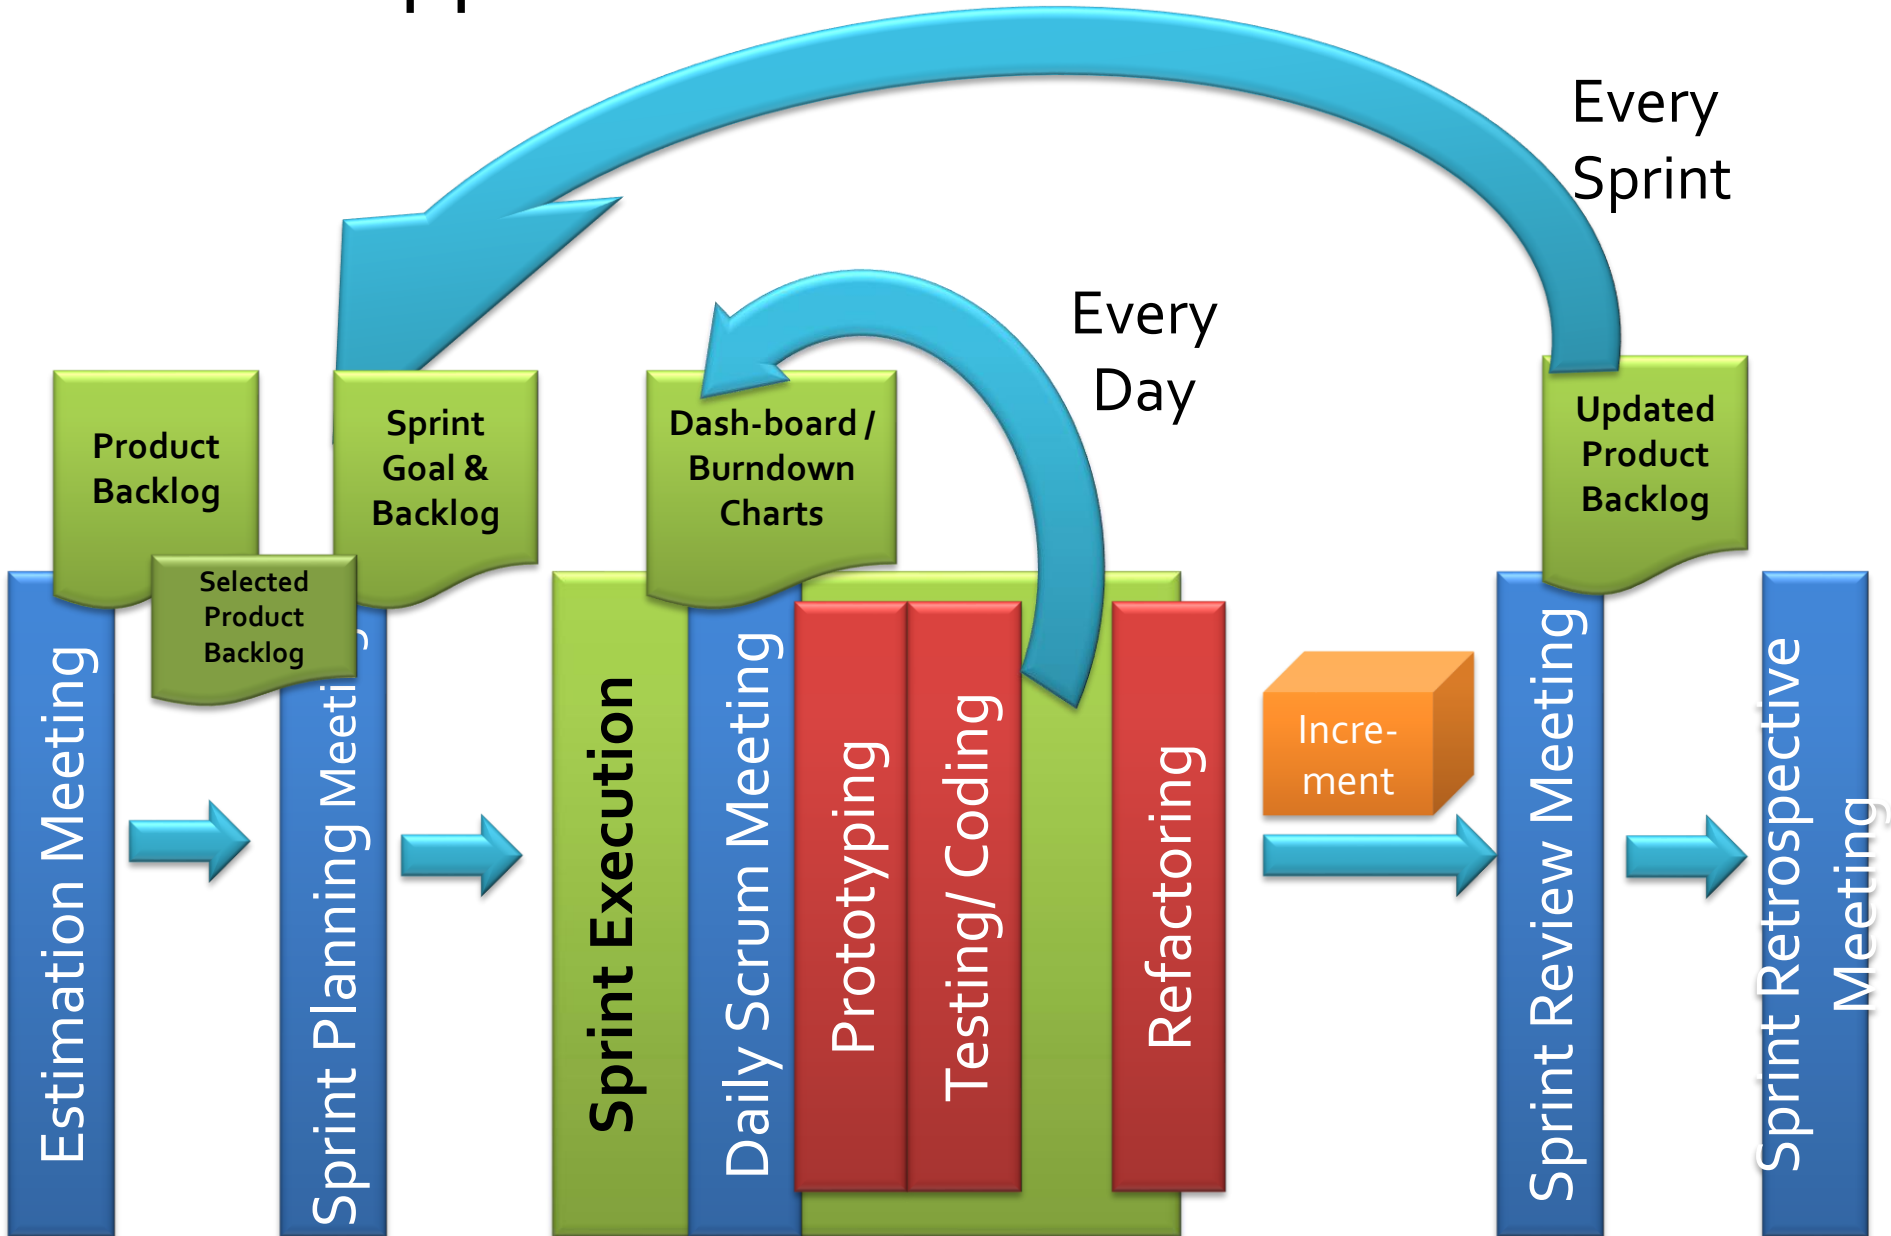 Every
Sprint
Every
Day
Product
Backlog
Sprint
Goal &
Backlog
Dash-board /
Burndown
Charts
Updated
Product
Backlog
Selected
Product
Backlog
Estimation Meeting
Sprint Planning Meeting
Sprint Execution
Daily Scrum Meeting
Prototyping
Testing/ Coding
Refactoring
Incre-
ment
Sprint Review Meeting
Sprint Retrospective
Meeting